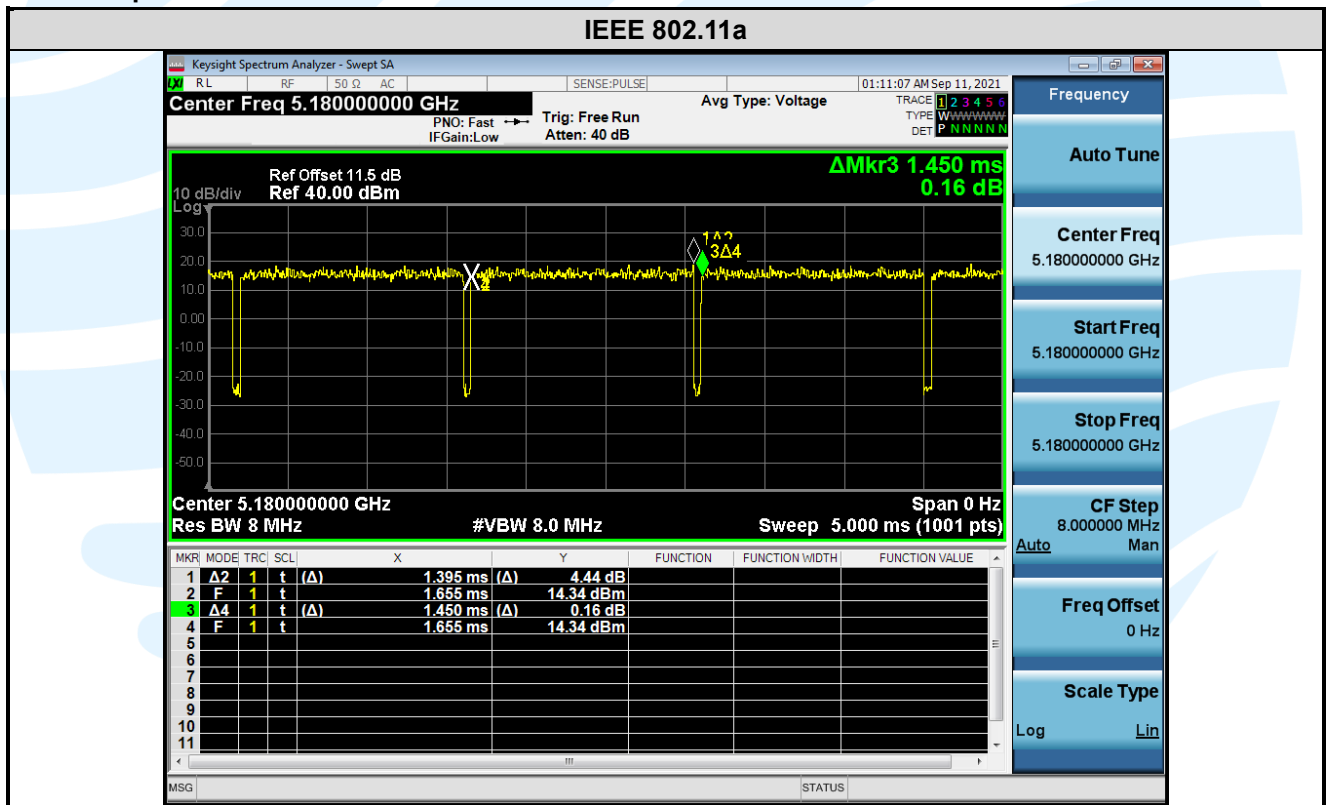 IEEE 802.11a
Keysight Spectrum Analyzer - Swept SA
LXI RL RF 50 Ω AC SENSE:PULSE 01:11:07 AM Sep 11, 2021
Center Freq 5.180000000 GHz Avg Type: Voltage TRACE 1 2 3 4 5 6
PNO: Fast Trig: Free Run TYPE WWWWWW
IFGain:Low Atten: 40 dB DET P N N N N N
ΔMkr3 1.450 ms
0.16 dB
Ref Offset 11.5 dB
10 dB/div Ref 40.00 dBm
Log
30.0
20.0
10.0
0.00
-10.0
-20.0
-30.0
-40.0
-50.0
3Δ4
Center 5.180000000 GHz Span 0 Hz
Res BW 8 MHz #VBW 8.0 MHz Sweep 5.000 ms (1001 pts)
MKR MODE TRC SCL X Y FUNCTION FUNCTION WIDTH FUNCTION VALUE
1 Δ2 1 t (Δ) 1.395 ms (Δ) 4.44 dB
2 F 1 t 1.655 ms 14.34 dBm
3 Δ4 1 t (Δ) 1.450 ms (Δ) 0.16 dB
4 F 1 t 1.655 ms 14.34 dBm
5
6
7
8
9
10
11
MSG STATUS
Frequency
Auto Tune
Center Freq
5.180000000 GHz
Start Freq
5.180000000 GHz
Stop Freq
5.180000000 GHz
CF Step
8.000000 MHz
Auto Man
Freq Offset
0 Hz
Scale Type
Log Lin